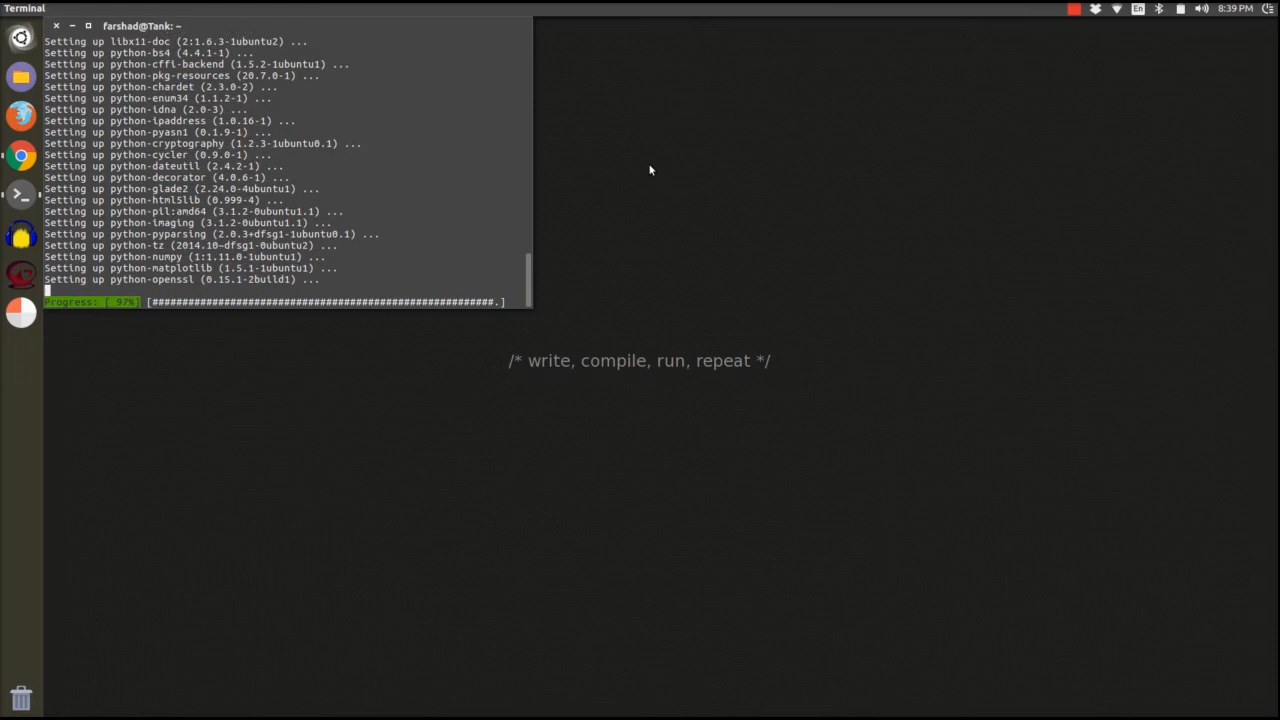 Terminal
En
8:39 PM
farshad@Tank: ~
Setting up libx11-doc (2:1.6.3-1ubuntu2) ...
Setting up python-bs4 (4.4.1-1) ...
Setting up python-cffi-backend (1.5.2-1ubuntu1) ...
Setting up python-pkg-resources (20.7.0-1) ...
Setting up python-chardet (2.3.0-2) ...
Setting up python-enum34 (1.1.2-1) ...
Setting up python-idna (2.0-3) ...
Setting up python-ipaddress (1.0.16-1) ...
Setting up python-pyasn1 (0.1.9-1) ...
Setting up python-cryptography (1.2.3-1ubuntu0.1) ...
Setting up python-cycler (0.9.0-1) ...
Setting up python-dateutil (2.4.2-1) ...
Setting up python-decorator (4.0.6-1) ...
Setting up python-glade2 (2.24.0-4ubuntu1) ...
Setting up python-html5lib (0.999-4) ...
Setting up python-pil:amd64 (3.1.2-0ubuntu1.1) ...
Setting up python-imaging (3.1.2-0ubuntu1.1) ...
Setting up python-pyparsing (2.0.3+dfsg1-1ubuntu0.1) ...
Setting up python-tz (2014.10~dfsg1-0ubuntu2) ...
Setting up python-numpy (1:1.11.0-1ubuntu1) ...
Setting up python-matplotlib (1.5.1-1ubuntu1) ...
Setting up python-openssl (0.15.1-2build1) ...
Progress: [ 97%] [#########################################################.]
/* write, compile, run, repeat */